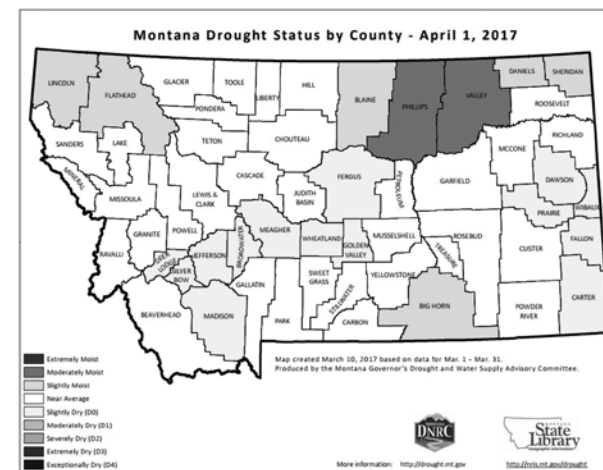 Montana Drought Status by County - April 1, 2017
LINCOLN
FLATHEAD
GLACIER
TOOLE
LIBERTY
HILL
BLAINE
PHILLIPS
VALLEY
DANIELS
SHERIDAN
PONDERA
ROOSEVELT
SANDERS
LAKE
TETON
CHOUTEAU
RICHLAND
MCCONE
MINERAL
MISSOULA
LEWIS &
CLARK
CASCADE
JUDITH
BASIN
FERGUS
PETROLEUM
GARFIELD
DAWSON
PRAIRIE
WIBAUX
GRANITE
POWELL
MEAGHER
WHEATLAND
GOLDEN
VALLEY
MUSSELSHELL
ROSEBUD
TREASURE
CUSTER
FALLON
RAVALLI
DEER
LODGE
SILVER
BOW
JEFFERSON
BROADWATER
GALLATIN
SWEET
GRASS
STILLWATER
YELLOWSTONE
BIG HORN
CARTER
POWDER
RIVER
BEAVERHEAD
MADISON
PARK
CARBON
Map created March 10, 2017 based on data for Mar. 1 - Mar. 31.
Produced by the Montana Governor's Drought and Water Supply Advisory Committee.
Extremely Moist
Moderately Moist
Slightly Moist
Near Average
Slightly Dry (D0)
Moderately Dry (D1)
Severely Dry (D2)
Extremely Dry (D3)
Exceptionally Dry (D4)
MONTANA
DNRC
MONTANA
State
Library
More information: http://drought.mt.gov
http://nris.mt.gov/drought